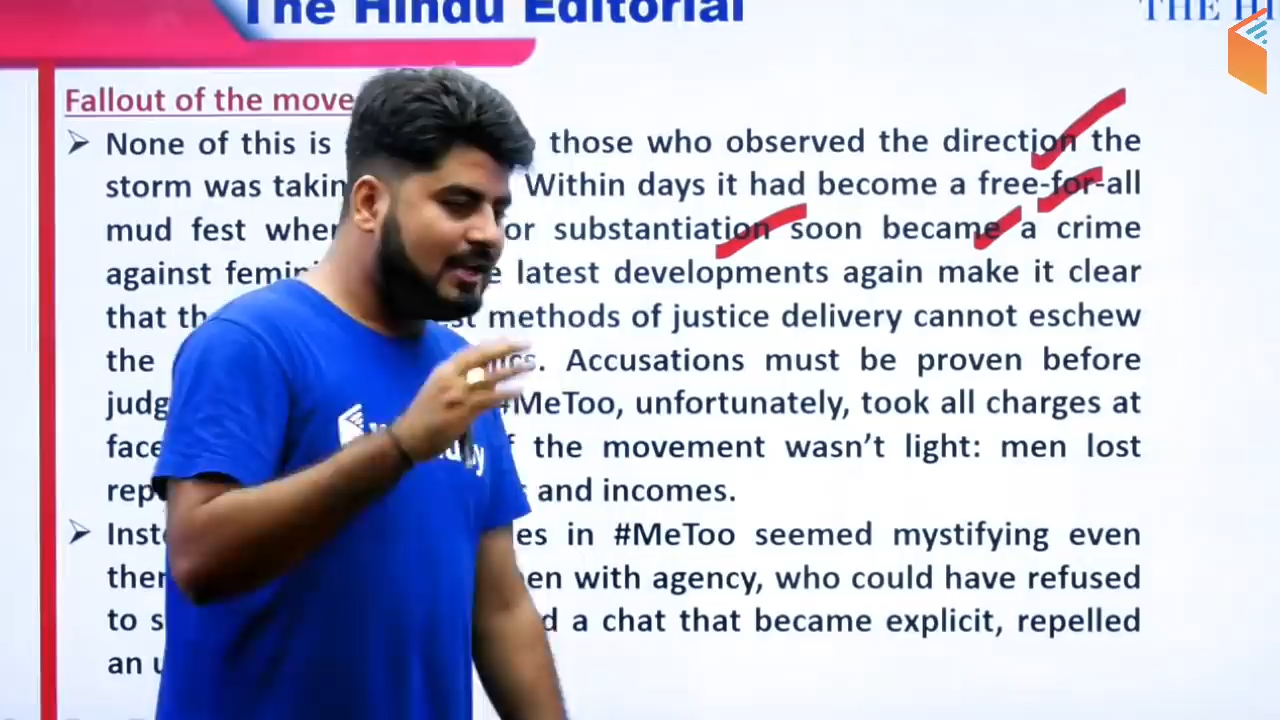 The Hindu Editorial
THE HI
Fallout of the move
➢ None of this is those who observed the direction the
storm was takin Within days it had become a free-for-all
mud fest wher or substantiation soon became a crime
against femini latest developments again make it clear
that th methods of justice delivery cannot eschew
the Accusations must be proven before
judg #MeToo, unfortunately, took all charges at
face the movement wasn't light: men lost
rep and incomes.
➢ Inst es in #MeToo seemed mystifying even
ther en with agency, who could have refused
to s d a chat that became explicit, repelled
an u